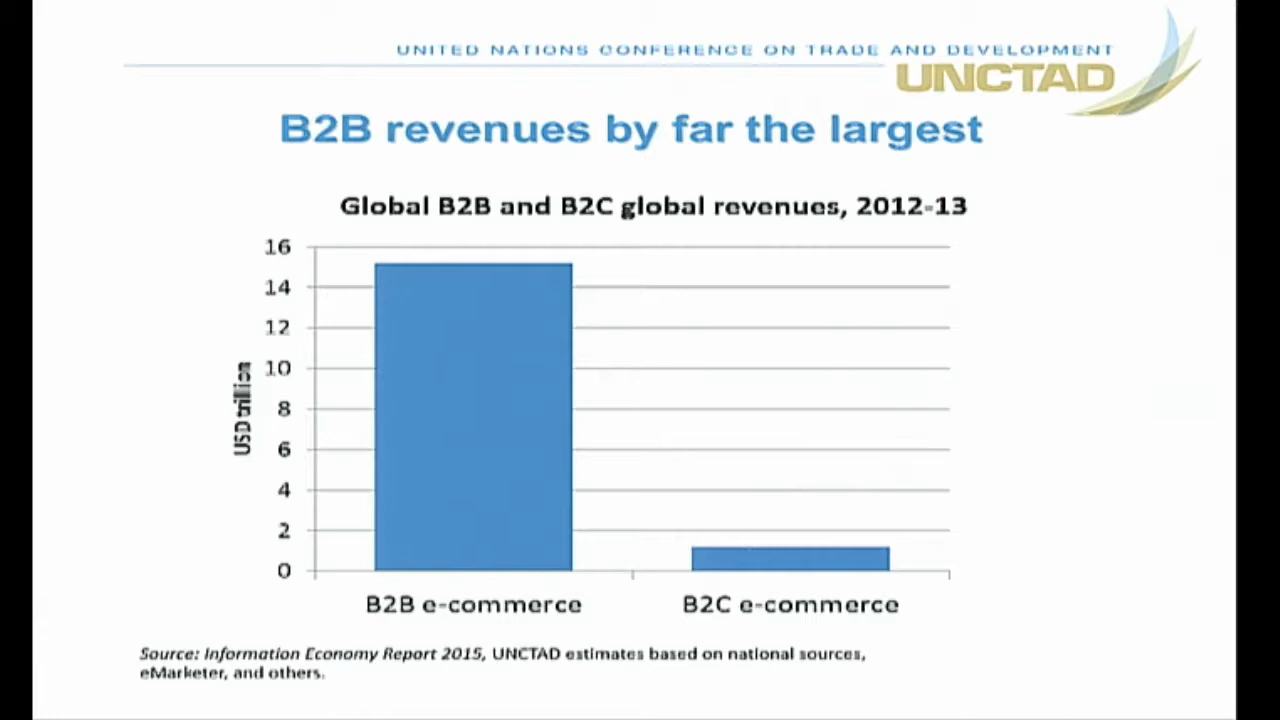 UNITED NATIONS CONFERENCE ON TRADE AND DEVELOPMENT
UNCTAD
B2B revenues by far the largest
Global B2B and B2C global revenues, 2012-13
16
14
12
10
8
6
4
2
0
USD trillion
B2B e-commerce
B2C e-commerce
Source: Information Economy Report 2015, UNCTAD estimates based on national sources,
eMarketer, and others.